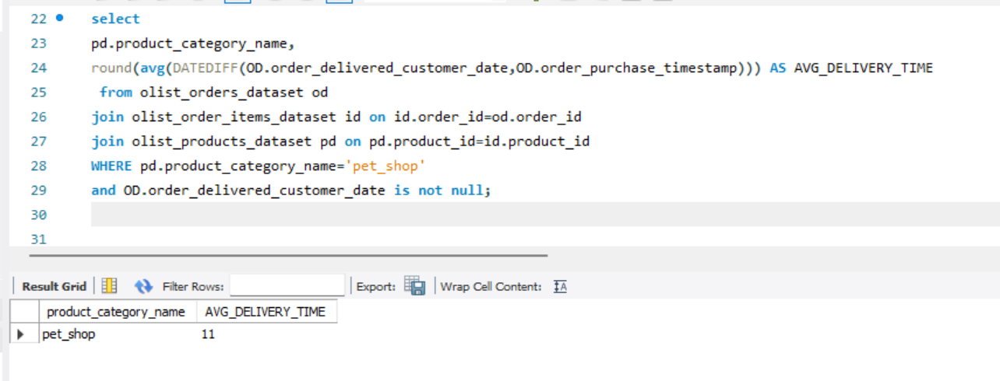 22 select
23 pd.product_category_name,
24 round(avg(DATEDIFF(OD.order_delivered_customer_date,OD.order_purchase_timestamp))) AS AVG_DELIVERY_TIME
25 from olist_orders_dataset od
26 join olist_order_items_dataset id on id.order_id=od.order_id
27 join olist_products_dataset pd on pd.product_id=id.product_id
28 WHERE pd.product_category_name='pet_shop'
29 and OD.order_delivered_customer_date is not null;
30
31
Result Grid Filter Rows: Export: Wrap Cell Content: IA
product_category_name AVG_DELIVERY_TIME
pet_shop 11